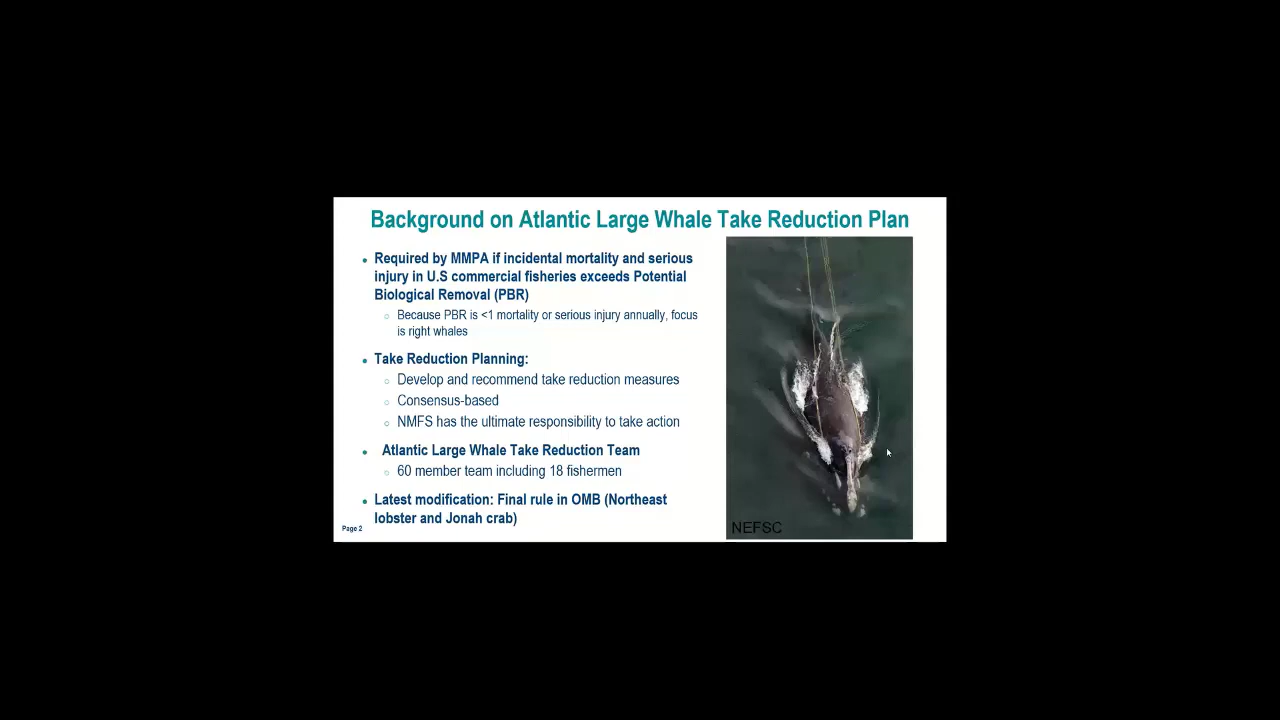 Background on Atlantic Large Whale Take Reduction Plan
• Required by MMPA if incidental mortality and serious
injury in U.S commercial fisheries exceeds Potential
Biological Removal (PBR)
○ Because PBR is <1 mortality or serious injury annually, focus
is right whales
• Take Reduction Planning:
○ Develop and recommend take reduction measures
○ Consensus-based
○ NMFS has the ultimate responsibility to take action
• Atlantic Large Whale Take Reduction Team
○ 60 member team including 18 fishermen
• Latest modification: Final rule in OMB (Northeast
lobster and Jonah crab)
Page 2
NEFSC